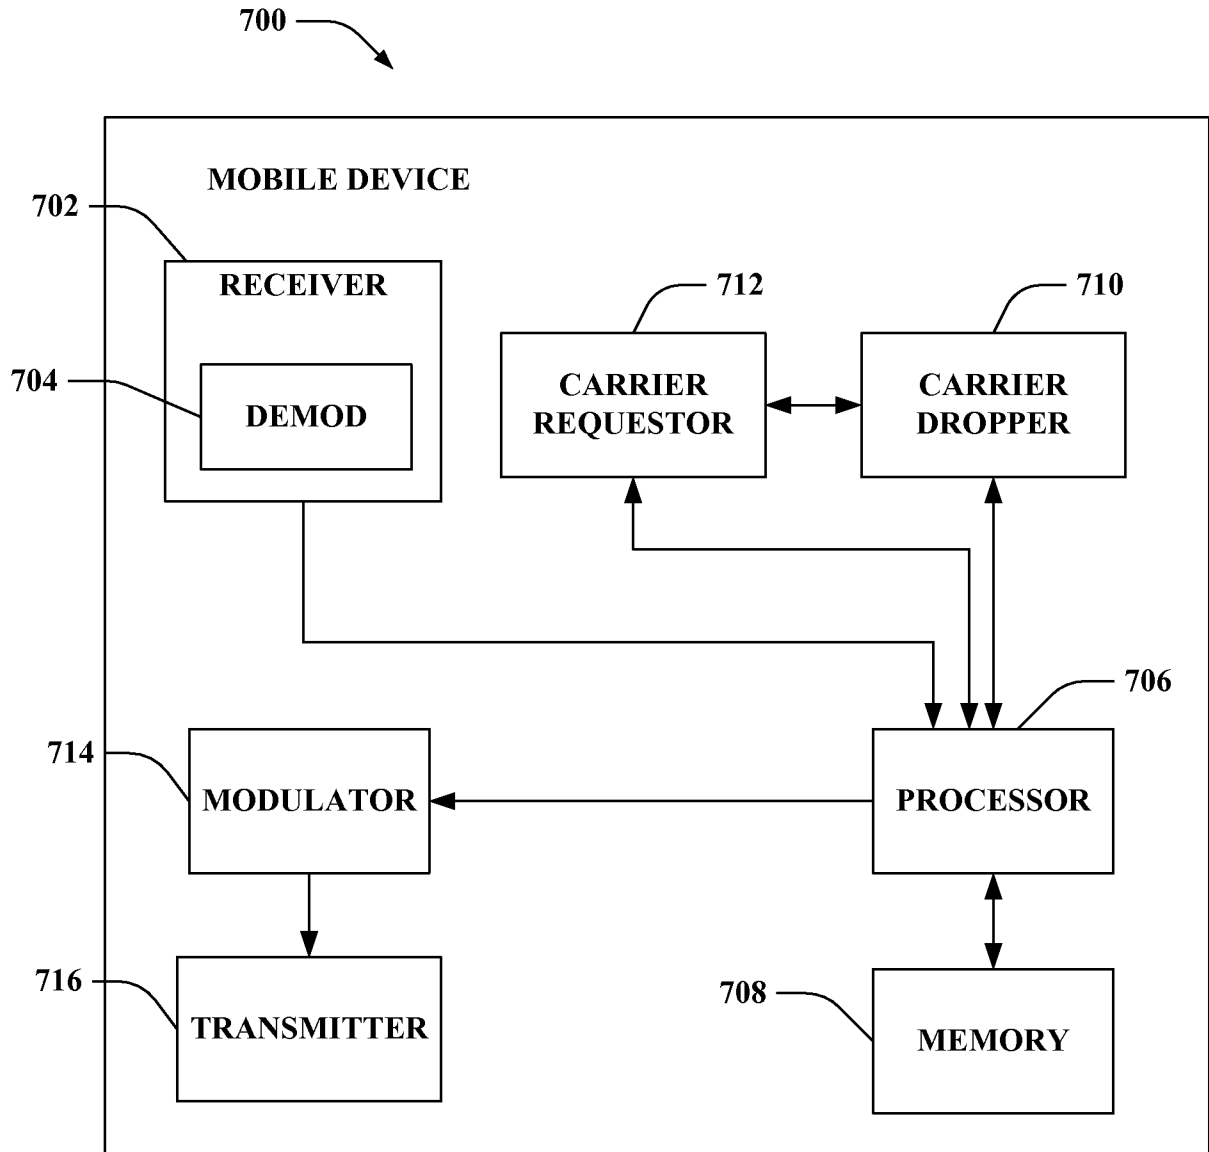 700
MOBILE DEVICE
702
RECEIVER
712
710
704
DEMOD
CARRIER
REQUESTOR
CARRIER
DROPPER
706
714
MODULATOR
PROCESSOR
716
TRANSMITTER
708
MEMORY